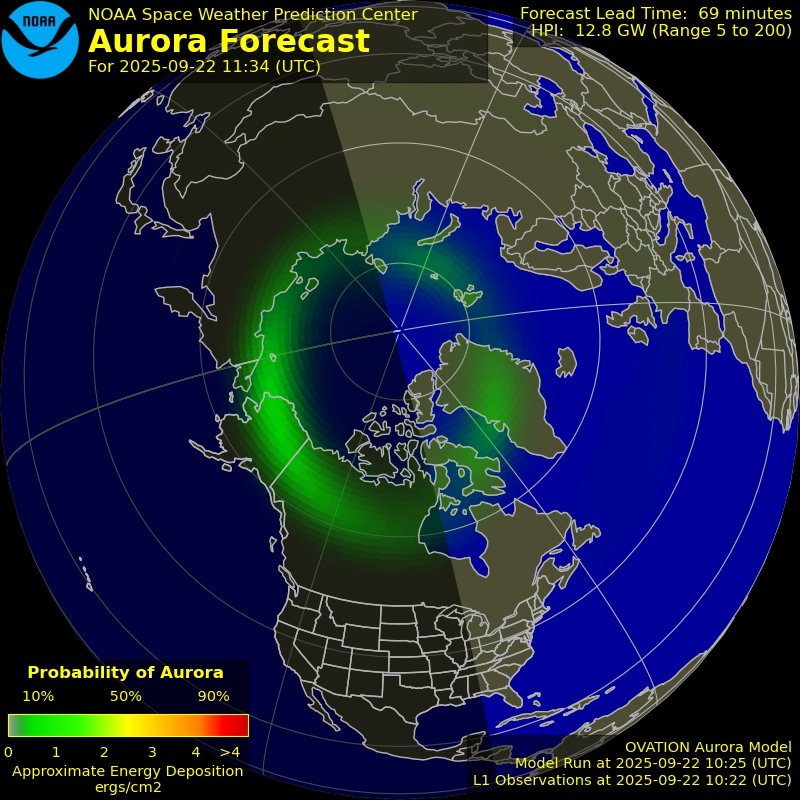 NOAA
NOAA Space Weather Prediction Center
Aurora Forecast
For 2025-09-22 11:34 (UTC)
Forecast Lead Time: 69 minutes
HPI: 12.8 GW (Range 5 to 200)
Probability of Aurora
10% 50% 90%
0 1 2 3 4 >4
Approximate Energy Deposition
ergs/cm2
OVATION Aurora Model
Model Run at 2025-09-22 10:25 (UTC)
L1 Observations at 2025-09-22 10:22 (UTC)